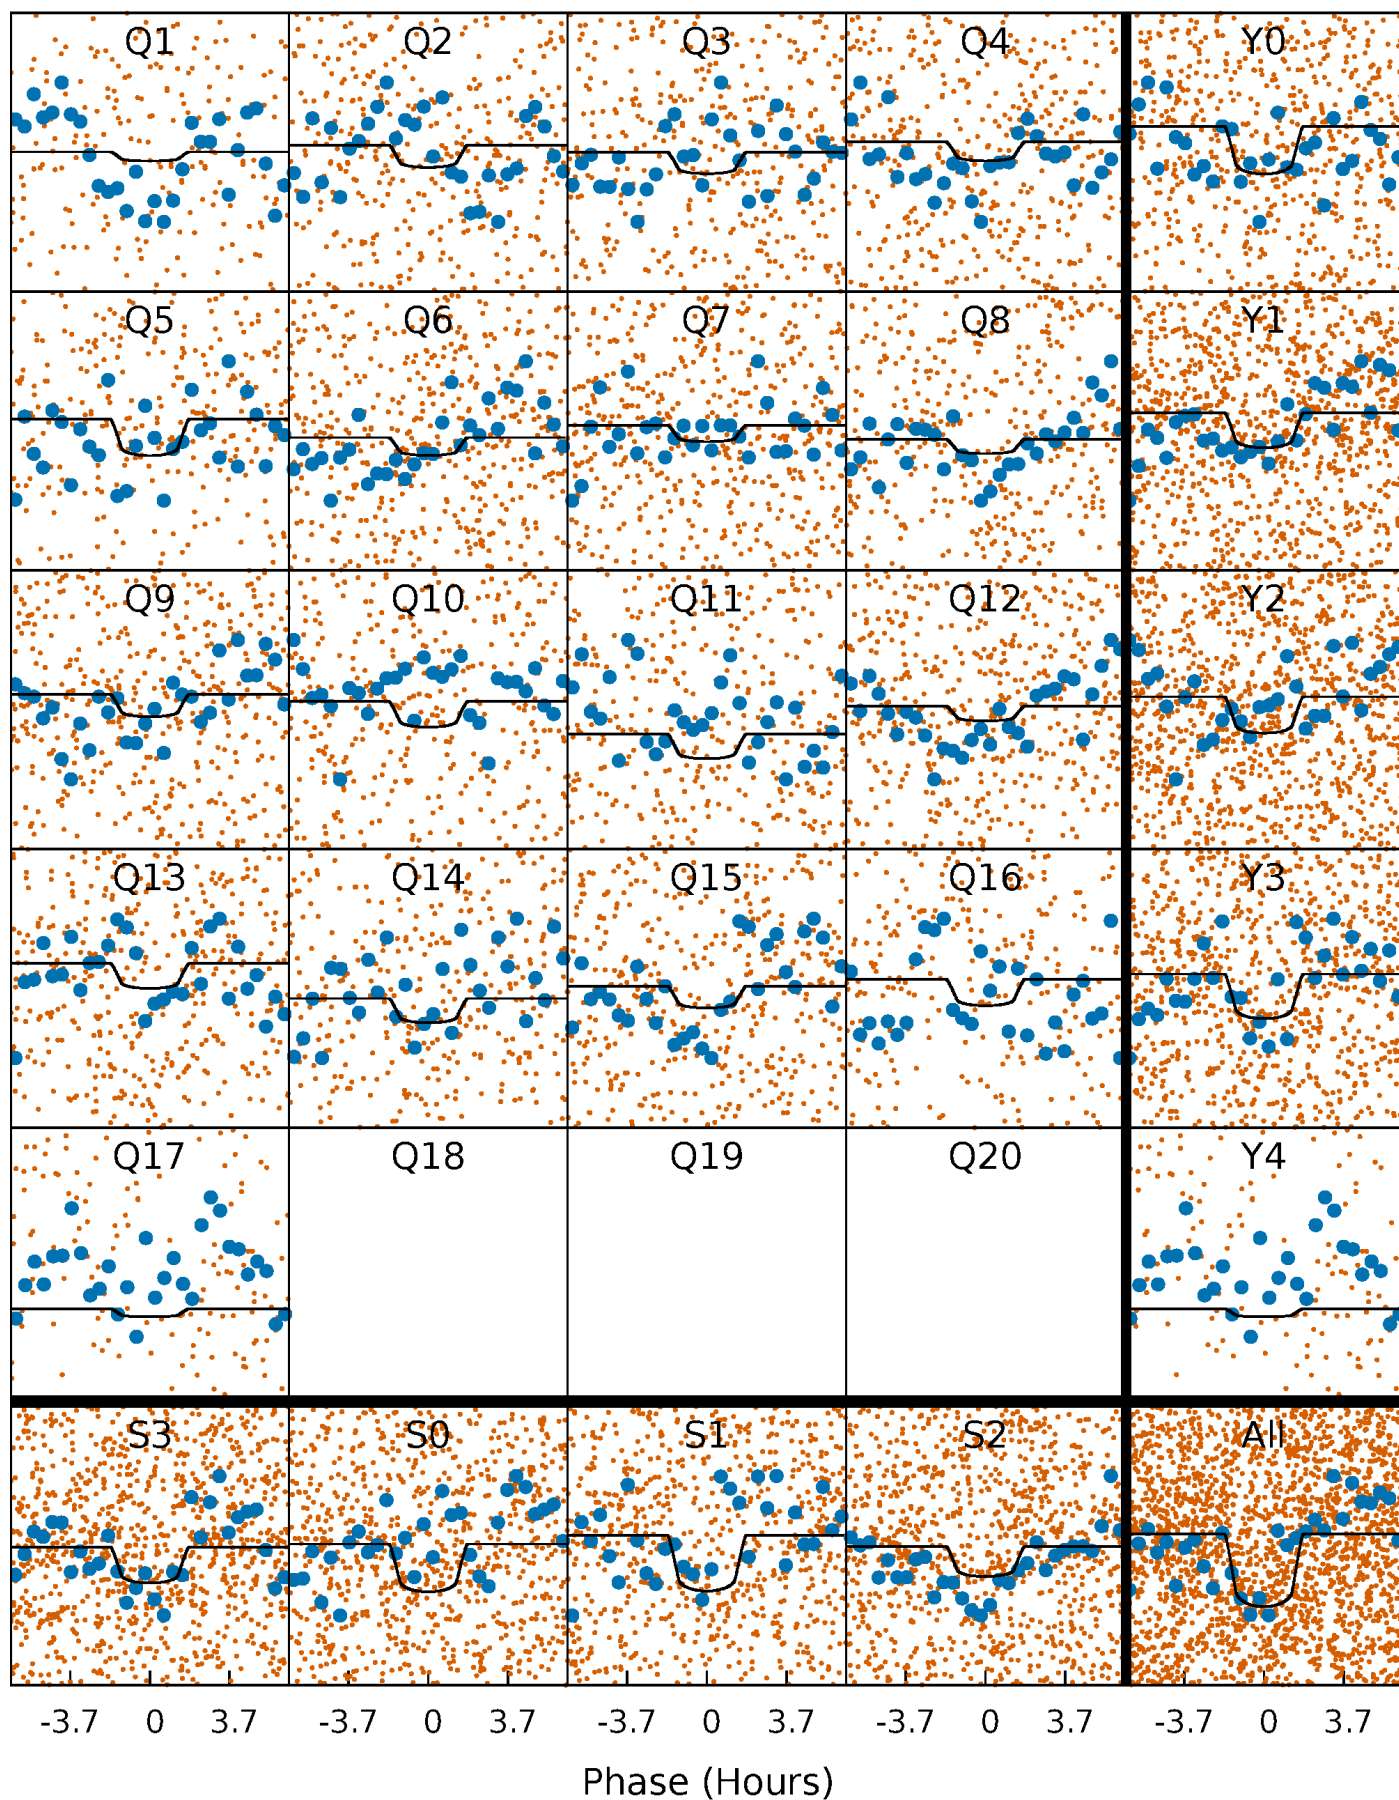 Q1 Q2 Q3 Q4 Y0
Q5 Q6 Q7 Q8 Y1
Q9 Q10 Q11 Q12 Y2
Q13 Q14 Q15 Q16 Y3
Q17 Q18 Q19 Q20 Y4
S3 S0 S1 S2 All
-3.7 0 3.7 -3.7 0 3.7 -3.7 0 3.7 -3.7 0 3.7 -3.7 0 3.7
Phase (Hours)